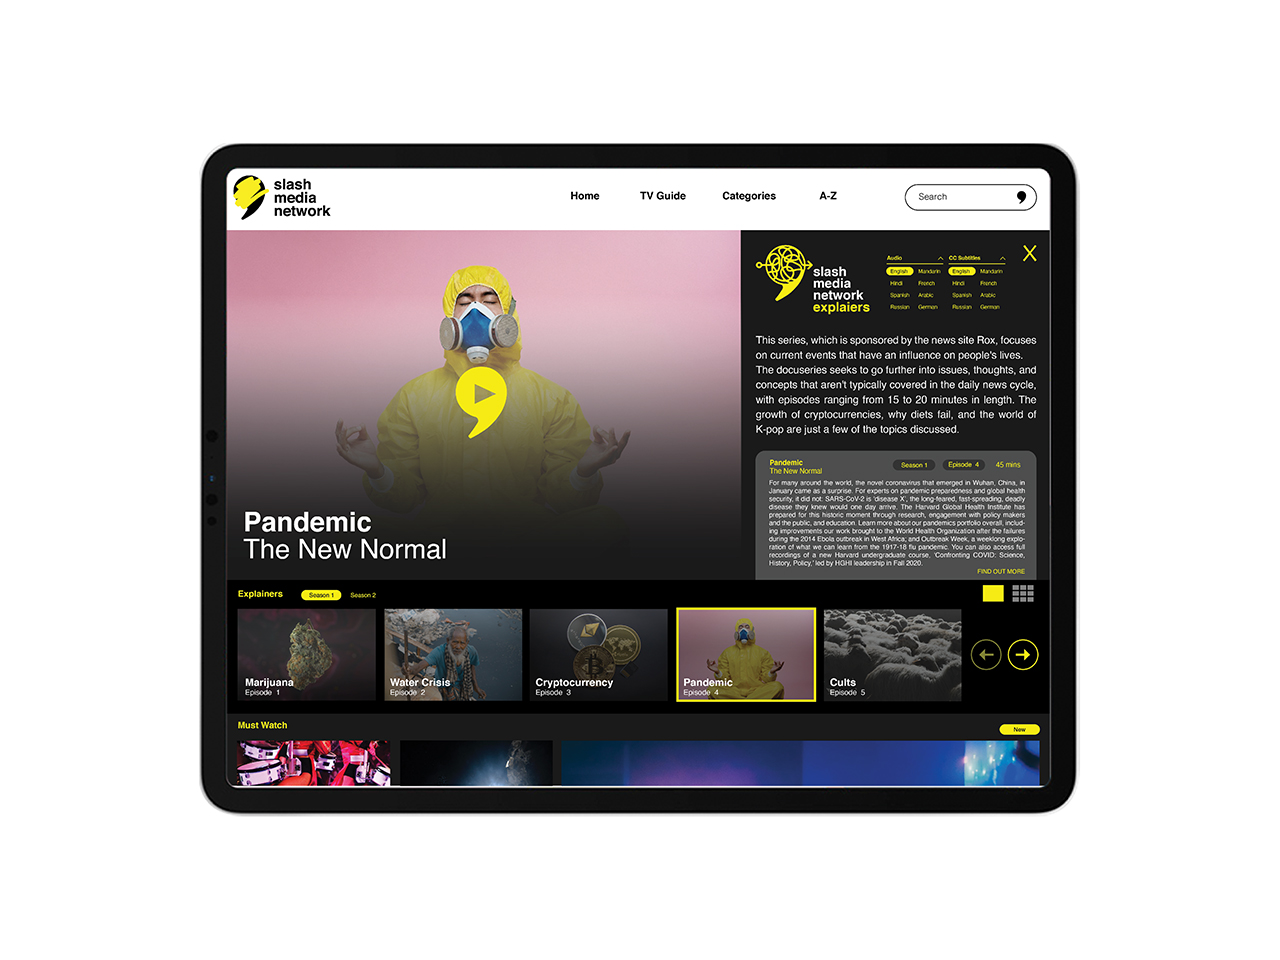 slash
media
network
Home
TV Guide
Categories
A-Z
Search
Pandemic
The New Normal
slash
media
network
explaiers
Audio
English Mandarin
Hindi French
Spanish Arabic
Russian German
CC Subtitles
English Mandarin
Hindi French
Spanish Arabic
Russian German
X
This series, which is sponsored by the news site Rox, focuses
on current events that have an influence on people's lives.
The docuseries seeks to go further into issues, thoughts, and
concepts that aren't typically covered in the daily news cycle,
with episodes ranging from 15 to 20 minutes in length. The
growth of cryptocurrencies, why diets fail, and the world of
K-pop are just a few of the topics discussed.
Pandemic
The New Normal
Season 1
Episode 4
45 mins
For many around the world, the novel coronavirus that emerged in Wuhan, China, in
January came as a surprise. For experts on pandemic preparedness and global health
security, it did not: SARS-CoV-2 is 'disease X', the long-feared, fast-spreading, deadly
disease they knew would one day arrive. The Harvard Global Health Institute has
prepared for this historic moment through research, engagement with policy makers
and the public, and education. Learn more about our pandemics portfolio overall, includ-
ing improvements our work brought to the World Health Organization after the failures
during the 2014 Ebola outbreak in West Africa; and Outbreak Week, a weeklong explo-
ration of what we can learn from the 1917-18 flu pandemic. You can also access full
recordings of a new Harvard undergraduate course, 'Confronting COVID: Science,
History, Policy,' led by HGHI leadership in Fall 2020.
FIND OUT MORE
Explainers
Season 1
Season 2
Marijuana
Episode 1
Water Crisis
Episode 2
Cryptocurrency
Episode 3
Pandemic
Episode 4
Cults
Episode 5
Must Watch
New